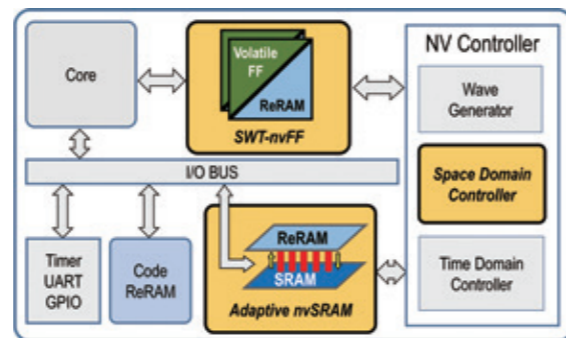 Core
Volatile
FF
ReRAM
SWT-nvFF
NV Controller
Wave
Generator
Space Domain
Controller
Time Domain
Controller
I/O BUS
Timer
UART
GPIO
Code
ReRAM
ReRAM
SRAM
Adaptive nvSRAM